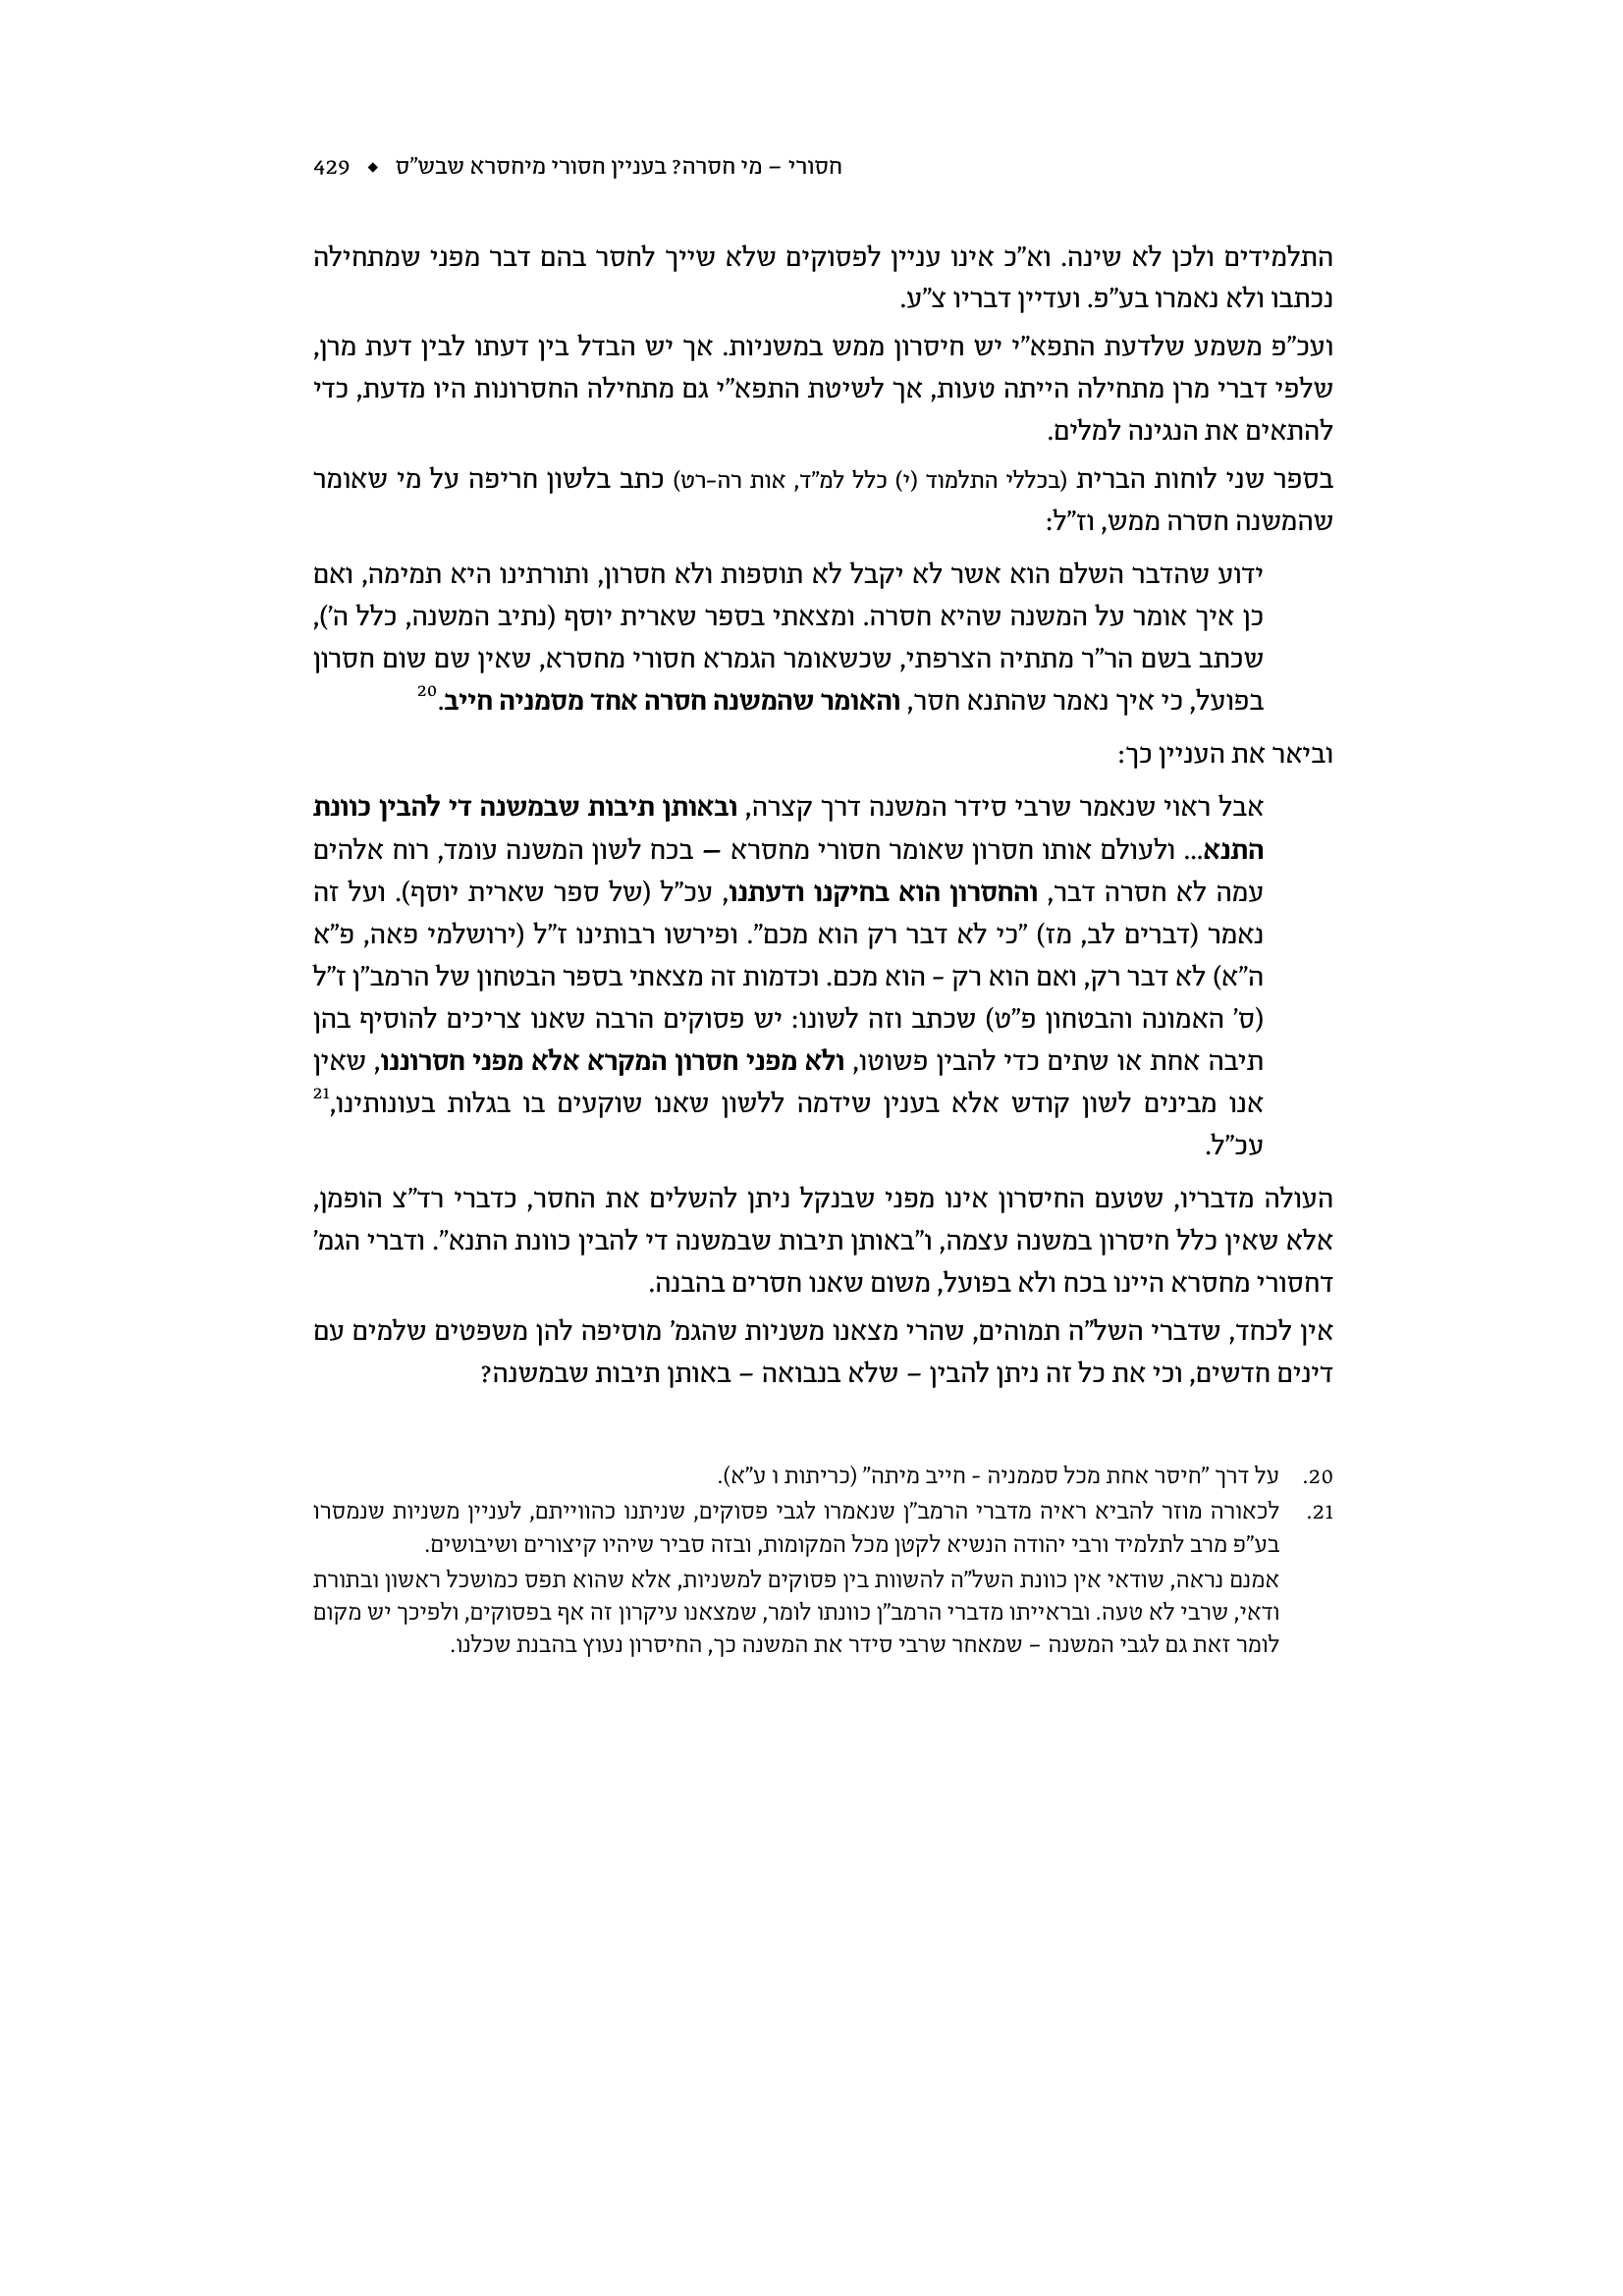 חסורי – מי חסרה? בעניין חסורי מיחסרא שבש"ס ◆ 429
התלמידים ולכן לא שינה. וא"כ אינו עניין לפסוקים שלא שייך לחסר בהם דבר מפני שמתחילה
נכתבו ולא נאמרו בע"פ. ועדיין דבריו צ"ע.
ועכ"פ משמע שלדעת התפא"י יש חיסרון ממש במשניות. אך יש הבדל בין דעתו לבין דעת מרן,
שלפי דברי מרן מתחילה הייתה טעות, אך לשיטת התפא"י גם מתחילה החסרונות היו מדעת, כדי
להתאים את הנגינה למלים.
בספר שני לוחות הברית (בכללי התלמוד (י) כלל למ"ד, אות רה–רט) כתב בלשון חריפה על מי שאומר
שהמשנה חסרה ממש, וז"ל:
ידוע שהדבר השלם הוא אשר לא יקבל לא תוספות ולא חסרון, ותורתינו היא תמימה, ואם
כן איך אומר על המשנה שהיא חסרה. ומצאתי בספר שארית יוסף (נתיב המשנה, כלל ה'),
שכתב בשם הר"ר מתתיה הצרפתי, שכשאומר הגמרא חסורי מחסרא, שאין שם שום חסרון
בפועל, כי איך נאמר שהתנא חסר, והאומר שהמשנה חסרה אחד מסמניה חייב.20
וביאר את העניין כך:
אבל ראוי שנאמר שרבי סידר המשנה דרך קצרה, ובאותן תיבות שבמשנה די להבין כוונת
התנא... ולעולם אותו חסרון שאומר חסורי מחסרא – בכח לשון המשנה עומד, רוח אלהים
עמה לא חסרה דבר, והחסרון הוא בחיקנו ודעתנו, עכ"ל (של ספר שארית יוסף). ועל זה
נאמר (דברים לב, מז) "כי לא דבר רק הוא מכם". ופירשו רבותינו ז"ל (ירושלמי פאה, פ"א
ה"א) לא דבר רק, ואם הוא רק – הוא מכם. וכדמות זה מצאתי בספר הבטחון של הרמב"ן ז"ל
(ס' האמונה והבטחון פ"ט) שכתב וזה לשונו: יש פסוקים הרבה שאנו צריכים להוסיף בהן
תיבה אחת או שתים כדי להבין פשוטו, ולא מפני חסרון המקרא אלא מפני חסרוננו, שאין
אנו מבינים לשון קודש אלא בענין שידמה ללשון שאנו שוקעים בו בגלות בעונותינו,21
עכ"ל.
העולה מדבריו, שטעם החיסרון אינו מפני שבנקל ניתן להשלים את החסר, כדברי רד"צ הופמן,
אלא שאין כלל חיסרון במשנה עצמה, ו"באותן תיבות שבמשנה די להבין כוונת התנא". ודברי הגמ'
דחסורי מחסרא היינו בכח ולא בפועל, משום שאנו חסרים בהבנה.
אין לכחד, שדברי השל"ה תמוהים, שהרי מצאנו משניות שהגמ' מוסיפה להן משפטים שלמים עם
דינים חדשים, וכי את כל זה ניתן להבין – שלא בנבואה – באותן תיבות שבמשנה?
20. על דרך "חיסר אחת מכל סממניה - חייב מיתה" (כריתות ו ע"א).
21. לכאורה מוזר להביא ראיה מדברי הרמב"ן שנאמרו לגבי פסוקים, שניתנו כהווייתם, לעניין משניות שנמסרו
בע"פ מרב לתלמיד ורבי יהודה הנשיא לקטן מכל המקומות, ובזה סביר שיהיו קיצורים ושיבושים.
אמנם נראה, שודאי אין כוונת השל"ה להשוות בין פסוקים למשניות, אלא שהוא תפס כמושכל ראשון ובתורת
ודאי, שרבי לא טעה. ובראייתו מדברי הרמב"ן כוונתו לומר, שמצאנו עיקרון זה אף בפסוקים, ולפיכך יש מקום
לומר זאת גם לגבי המשנה – שמאחר שרבי סידר את המשנה כך, החיסרון נעוץ בהבנת שכלנו.